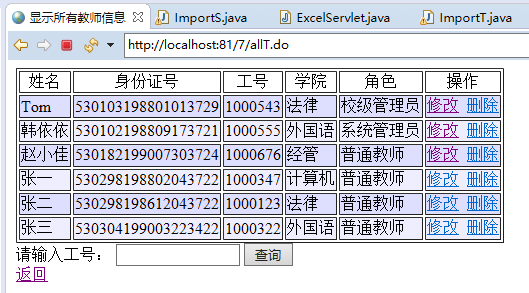 显示所有教师信息 ImportS.java ExcelServlet.java ImportT.java
http://localhost:81/7/allT.do
姓名 身份证号 工号 学院 角色 操作
Tom 530103198801013729 1000543 法律 校级管理员 修改 删除
韩依依 530102198809173721 1000555 外国语 系统管理员 修改 删除
赵小佳 530182199007303724 1000676 经管 普通教师 修改 删除
张一 530298198802043722 1000347 计算机 普通教师 修改 删除
张二 530298198612043722 1000123 法律 普通教师 修改 删除
张三 530304199003223422 1000322 外国语 普通教师 修改 删除
请输入工号： 查询
返回